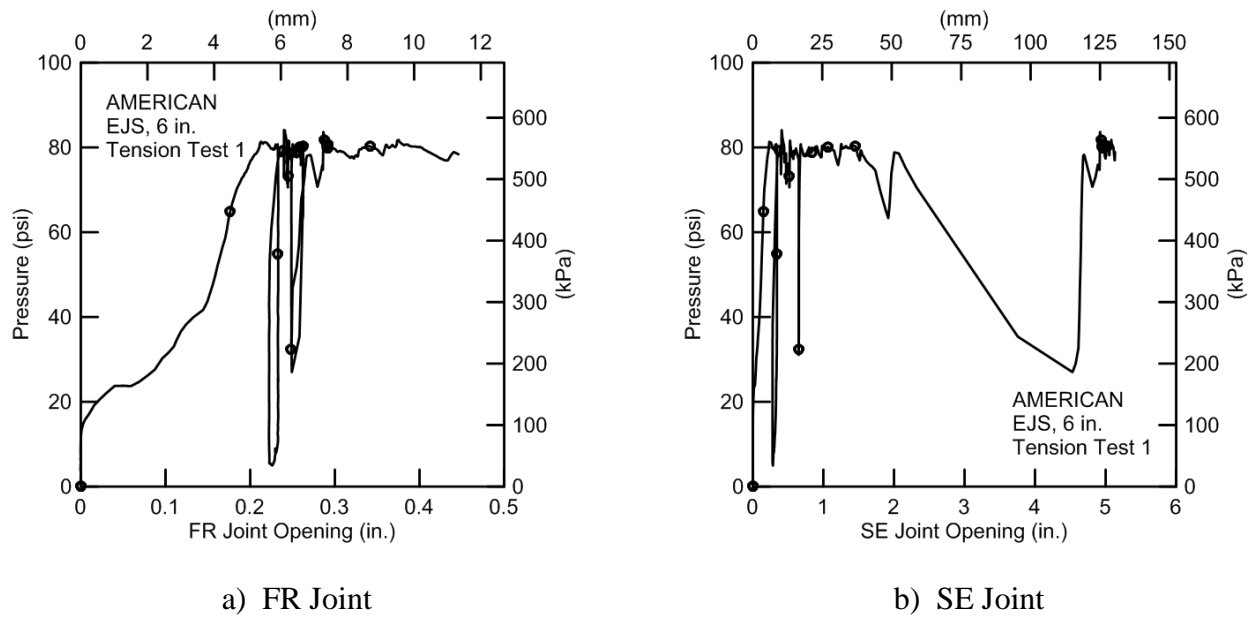 (mm)
0 2 4 6 8 10 12
100
80
60
40
20
0
Pressure (psi)
AMERICAN
EJS, 6 in.
Tension Test 1
600
500
400
300
200
100
0
(kPa)
0 0.1 0.2 0.3 0.4 0.5
FR Joint Opening (in.)
a) FR Joint
(mm)
0 25 50 75 100 125 150
100
80
60
40
20
0
Pressure (psi)
AMERICAN
EJS, 6 in.
Tension Test 1
600
500
400
300
200
100
0
(kPa)
0 1 2 3 4 5 6
SE Joint Opening (in.)
b) SE Joint